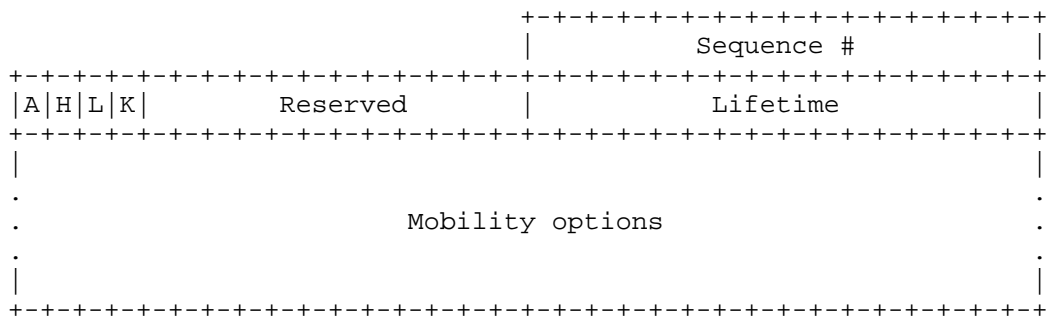 +-+-+-+-+-+-+-+-+-+-+-+-+-+-+-+-+
| Sequence # |
+-+-+-+-+-+-+-+-+-+-+-+-+-+-+-+-+-+-+-+-+-+-+-+-+-+-+-+-+-+-+-+-+
|A|H|L|K| Reserved | Lifetime |
+-+-+-+-+-+-+-+-+-+-+-+-+-+-+-+-+-+-+-+-+-+-+-+-+-+-+-+-+-+-+-+-+
| |
. .
. Mobility options .
. .
| |
+-+-+-+-+-+-+-+-+-+-+-+-+-+-+-+-+-+-+-+-+-+-+-+-+-+-+-+-+-+-+-+-+